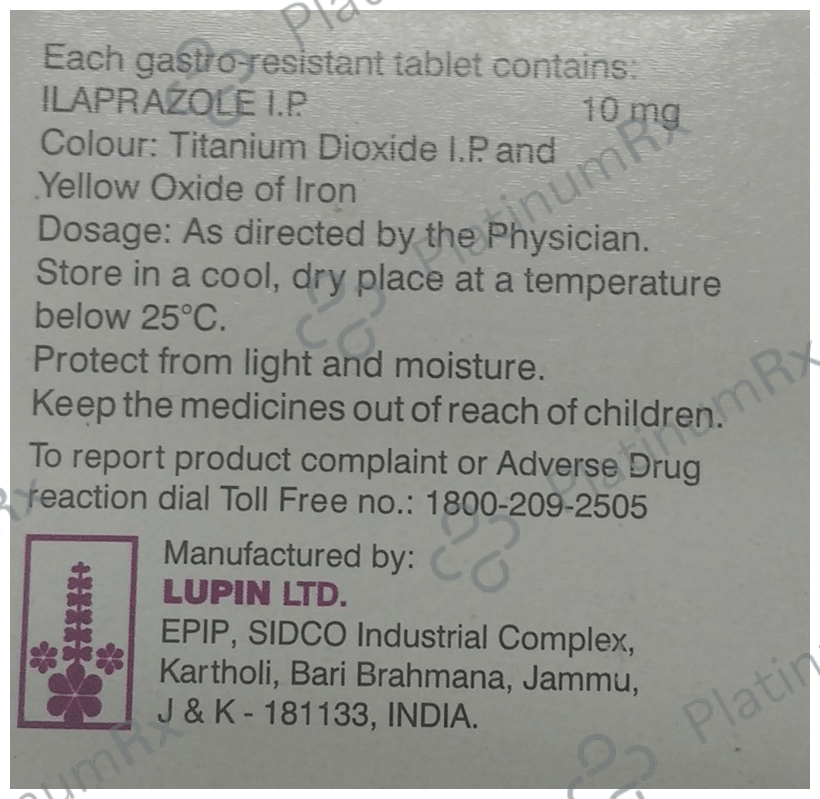 Each gastro-resistant tablet contains:
ILAPRAZOLE I.P. 10 mg
Colour: Titanium Dioxide I.P. and
Yellow Oxide of Iron
Dosage: As directed by the Physician.
Store in a cool, dry place at a temperature
below 25°C.
Protect from light and moisture.
Keep the medicines out of reach of children.
To report product complaint or Adverse Drug
reaction dial Toll Free no.: 1800-209-2505
Manufactured by:
LUPIN LTD.
EPIP, SIDCO Industrial Complex,
Kartholi, Bari Brahmana, Jammu,
J & K - 181133, INDIA.
PlatinumRx
PlatinumRx